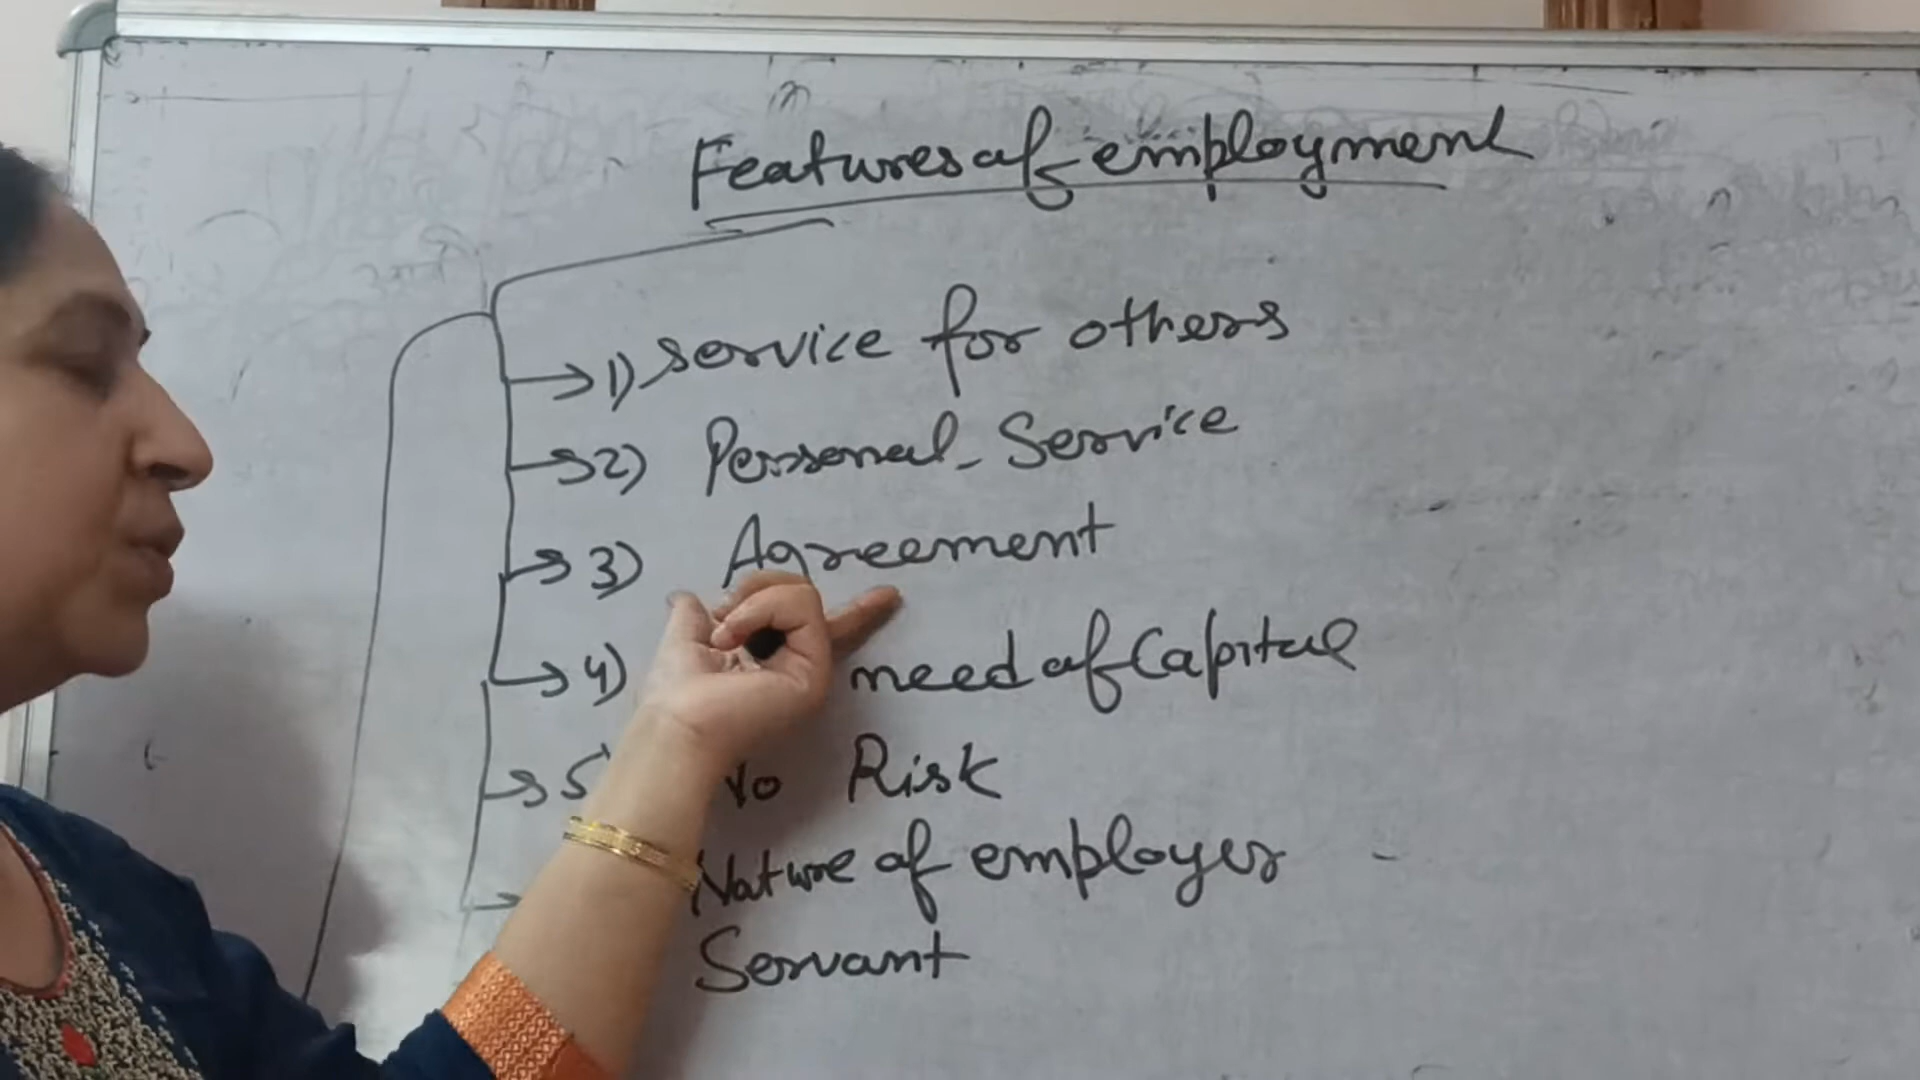 Features of employment
1) Service for others
2) Personal Service
3) Agreement
4) need of Capital
5 No Risk
Nature of employer
Servant